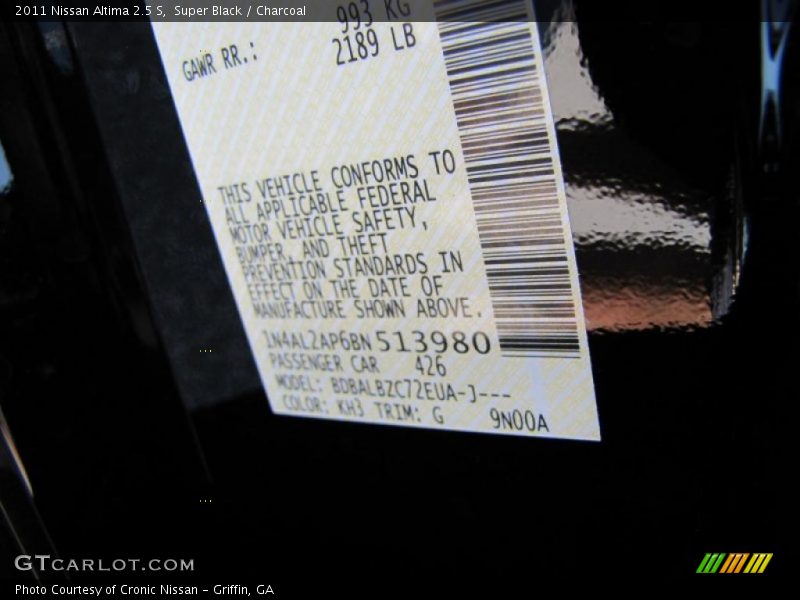 2011 Nissan Altima 2.5 S, Super Black / Charcoal
993 KG
GAWR RR.: 2189 LB
THIS VEHICLE CONFORMS TO
ALL APPLICABLE FEDERAL
MOTOR VEHICLE SAFETY,
BUMPER, AND THEFT
PREVENTION STANDARDS IN
EFFECT ON THE DATE OF
MANUFACTURE SHOWN ABOVE.
1N4AL2AP6BN 513980
PASSENGER CAR 426
MODEL: BDBALBZC72EUA-J---
COLOR: KH3 TRIM: G 9N00A
GTCARLOT.COM
Photo Courtesy of Cronic Nissan – Griffin, GA